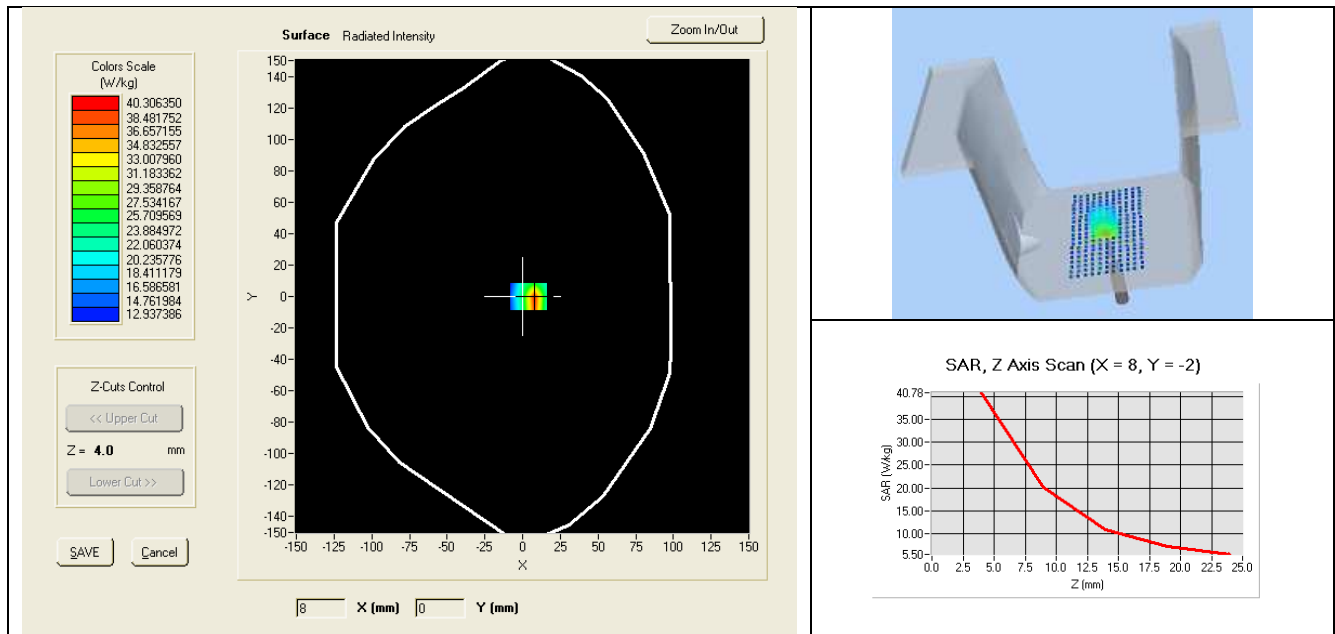 Surface Radiated Intensity
Zoom In/Out
Colors Scale
(W/kg)
40.306350
38.481752
36.657155
34.832557
33.007960
31.183362
29.358764
27.534167
25.709569
23.884972
22.060374
20.235776
18.411179
16.586581
14.761984
12.937386
Z-Cuts Control
<< Upper Cut
Z = 4.0 mm
Lower Cut >>
SAVE Cancel
150-
140-
120-
100-
80-
60-
40-
20-
0-
-20-
-40-
-60-
-80-
-100-
-120-
-140-
-150-
Y
-150 -125 -100 -75 -50 -25 0 25 50 75 100 125 150
X
8 X (mm) 0 Y (mm)
SAR, Z Axis Scan (X = 8, Y = -2)
40.78-
35.00-
30.00-
25.00-
20.00-
15.00-
10.00-
5.50-
SAR (W/kg)
0.0 2.5 5.0 7.5 10.0 12.5 15.0 17.5 20.0 22.5 25.0
Z (mm)